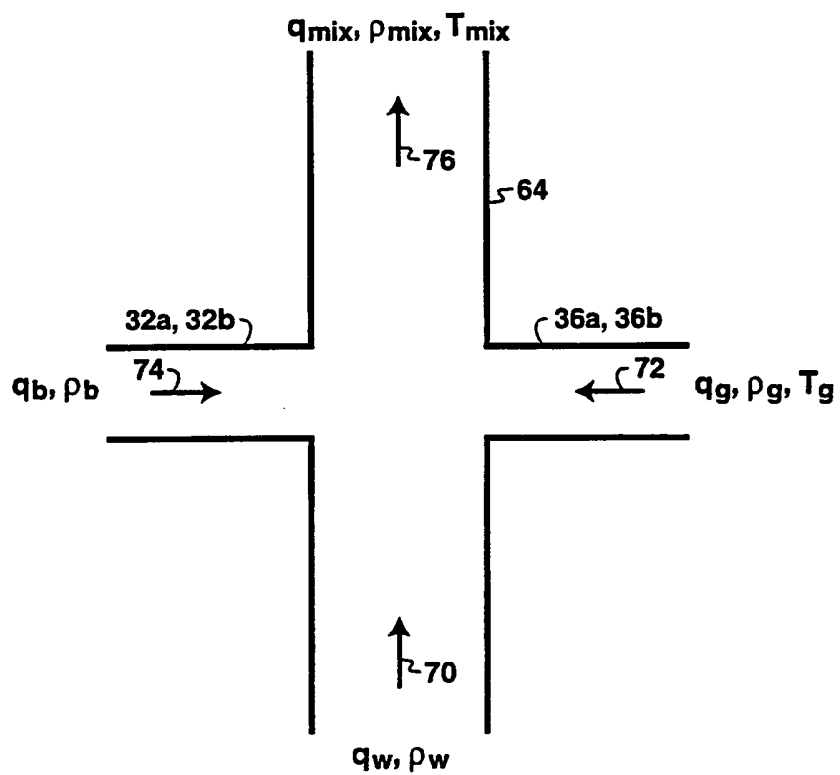 qmix, ρmix, Tmix
76
64
32a, 32b
36a, 36b
74
72
qb, ρb
qg, ρg, Tg
70
qw, ρw